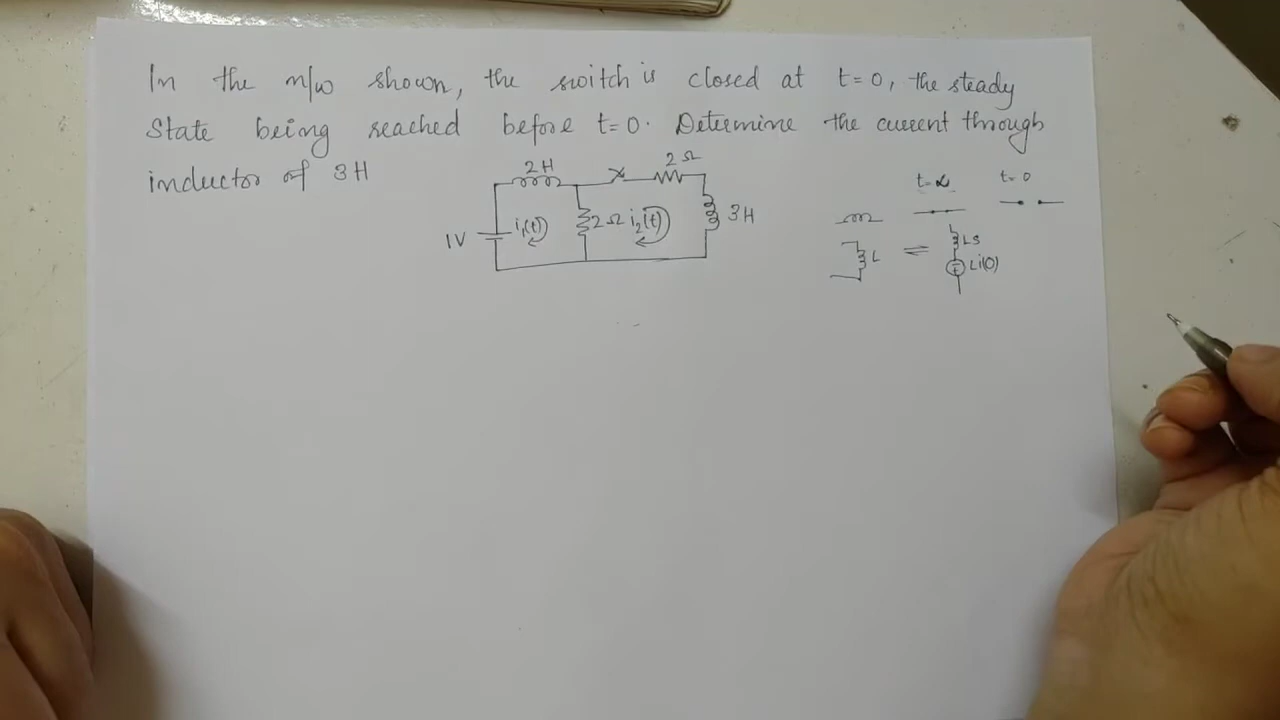 In the n/w shown, the switch is closed at t=0, the steady
State being reached before t=0. Determine the current through
inductor of 3H
2H
2Ω
1V
i₁(t)
2Ω
i₂(t)
3H
t=∝
t=0
L
⇌
LS
Li(0)